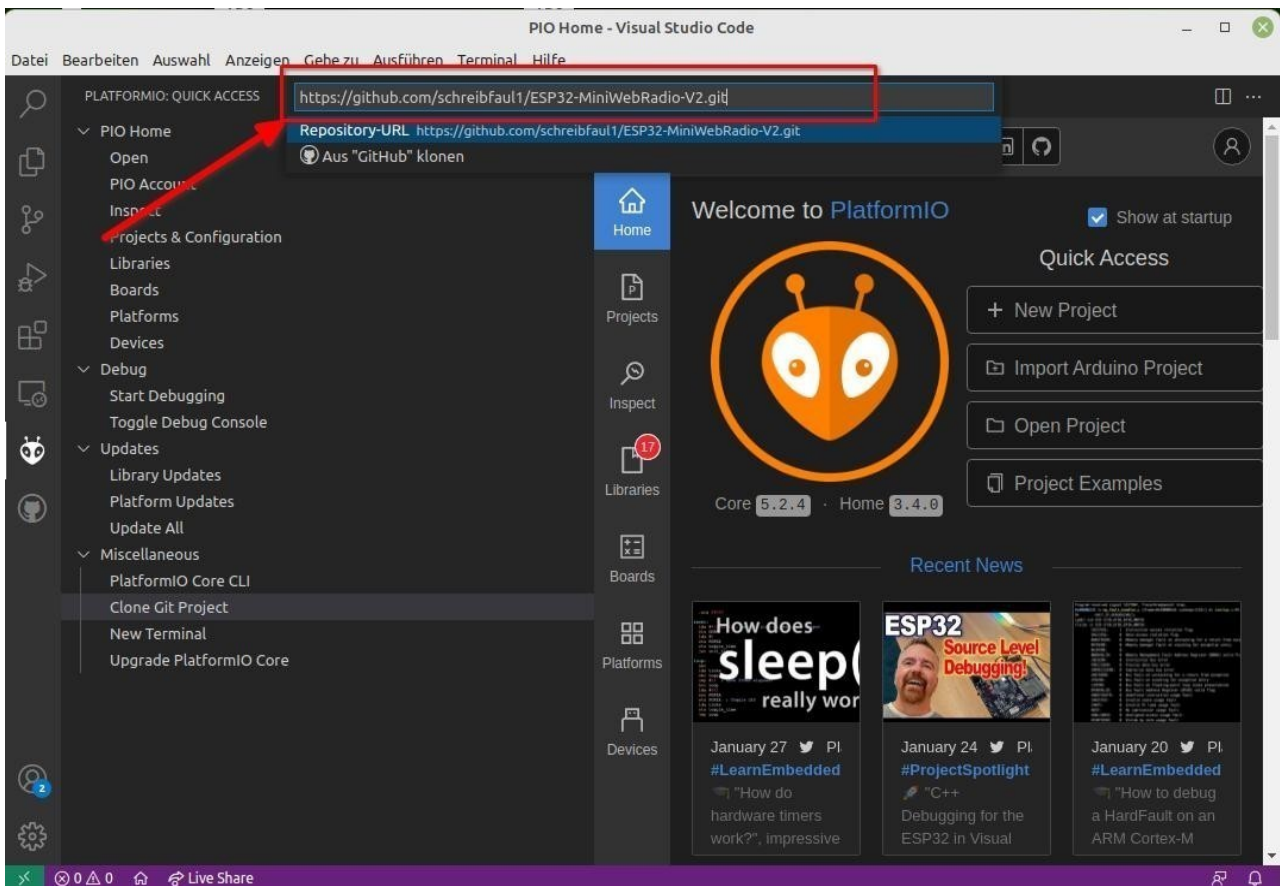 PIO Home - Visual Studio Code
Datei Bearbeiten Auswahl Anzeigen Gehe zu Ausführen Terminal Hilfe
PLATFORMIO: QUICK ACCESS
https://github.com/schreibfaul1/ESP32-MiniWebRadio-V2.git
Repository-URL https://github.com/schreibfaul1/ESP32-MiniWebRadio-V2.git
Aus "GitHub" klonen
PIO Home
Open
PIO Account
Inspect
Projects & Configuration
Libraries
Boards
Platforms
Devices
Debug
Start Debugging
Toggle Debug Console
Updates
Library Updates
Platform Updates
Update All
Miscellaneous
PlatformIO Core CLI
Clone Git Project
New Terminal
Upgrade PlatformIO Core
Home
Projects
Inspect
17
Libraries
Boards
Platforms
Devices
Welcome to PlatformIO
Show at startup
Quick Access
New Project
Import Arduino Project
Open Project
Project Examples
Core 5.2.4 · Home 3.4.0
Recent News
How does
sleep(
really wor
January 27 Pl
#LearnEmbedded
"How do
hardware timers
work?", impressive
ESP32
Source Level
Debugging!
January 24 Pl
#ProjectSpotlight
"C++
Debugging for the
ESP32 in Visual
January 20 Pl
#LearnEmbedded
"How to debug
a HardFault on an
ARM Cortex-M
2
0 0 Live Share